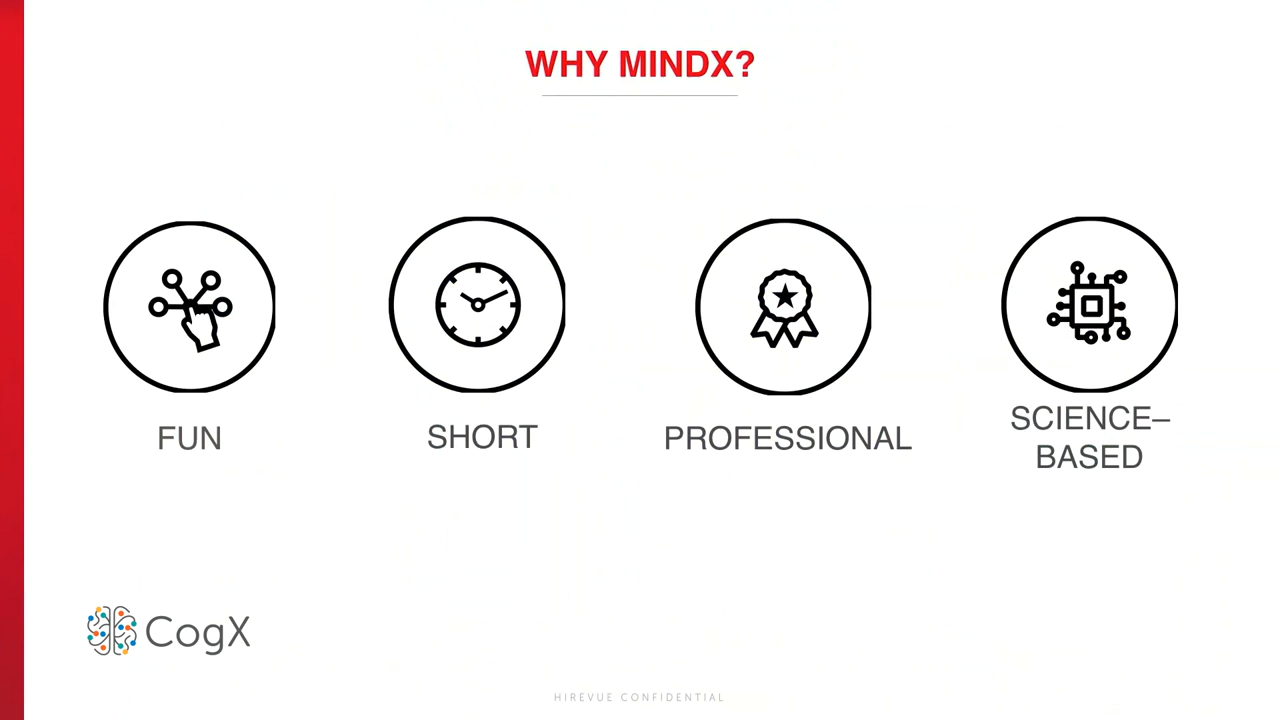 WHY MINDX?
FUN
SHORT
PROFESSIONAL
SCIENCE–
BASED
CogX
HIREVUE CONFIDENTIAL